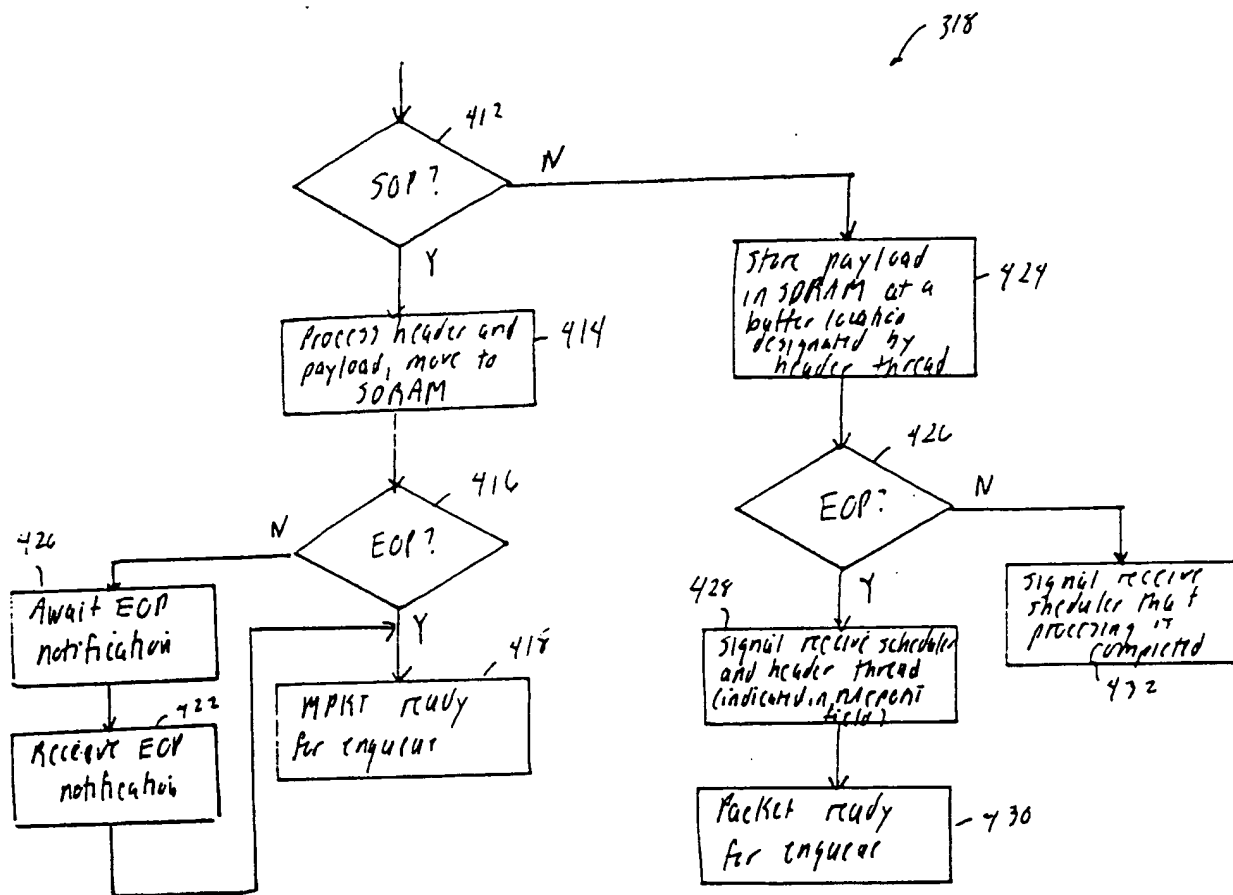 318
412
SOP?
N
Y
Process header and
payload, move to
SDRAM
414
416
EOP?
N
Y
420
Await EOP
notification
422
Receive EOP
notification
418
MPKT ready
for enqueue
Store payload
in SDRAM at a
buffer location
designated by
header thread
424
426
EOP?
N
Y
428
Signal receive scheduler
and header thread
(indicated in
field)
Signal receive
sheduler that
processing is
completed
432
Packet ready
for enqueue
430